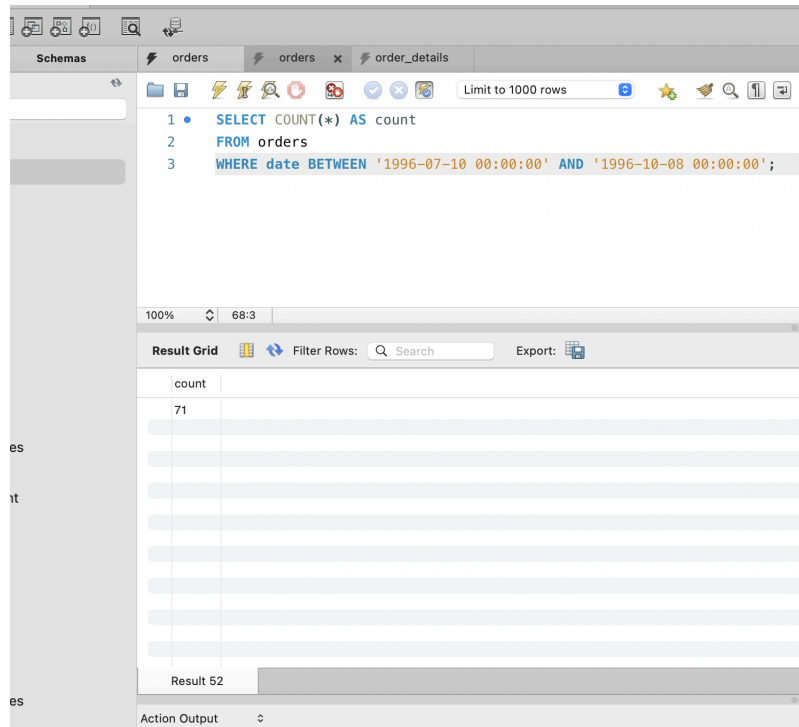 Schemas
orders
orders
order_details
Limit to 1000 rows
1
SELECT COUNT(*) AS count
2
FROM orders
3
WHERE date BETWEEN '1996-07-10 00:00:00' AND '1996-10-08 00:00:00';
100%
68:3
Result Grid
Filter Rows:
Search
Export:
count
71
es
nt
es
Result 52
Action Output